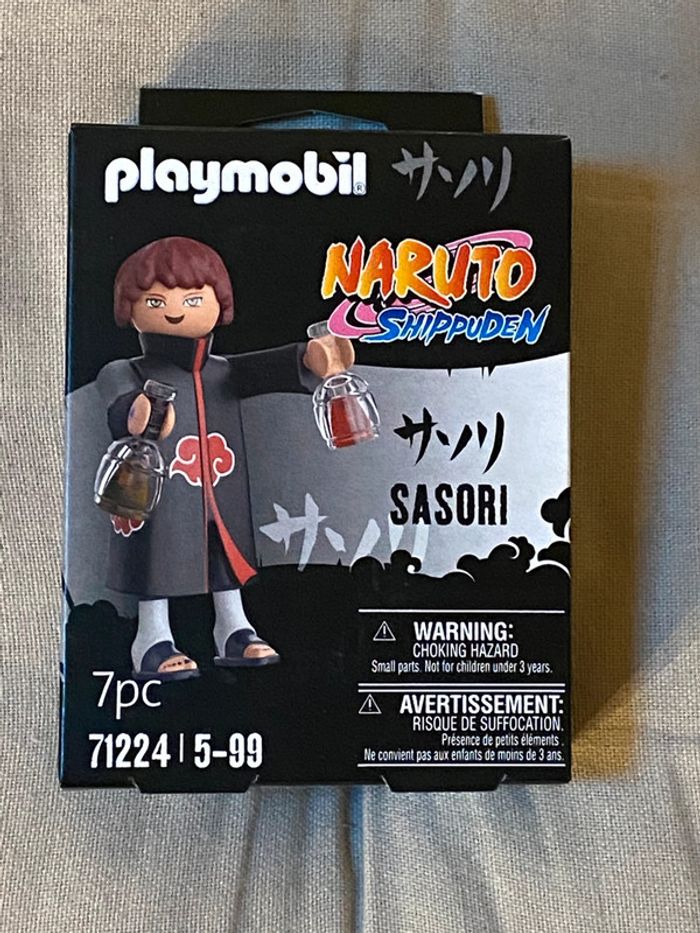 playmobil® サソリ
NARUTO
SHIPPUDEN
サソリ
SASORI
サソリ
⚠ WARNING:
CHOKING HAZARD
Small parts. Not for children under 3 years.
⚠ AVERTISSEMENT:
RISQUE DE SUFFOCATION.
Présence de petits éléments.
Ne convient pas aux enfants de moins de 3 ans.
7pc
71224 | 5-99